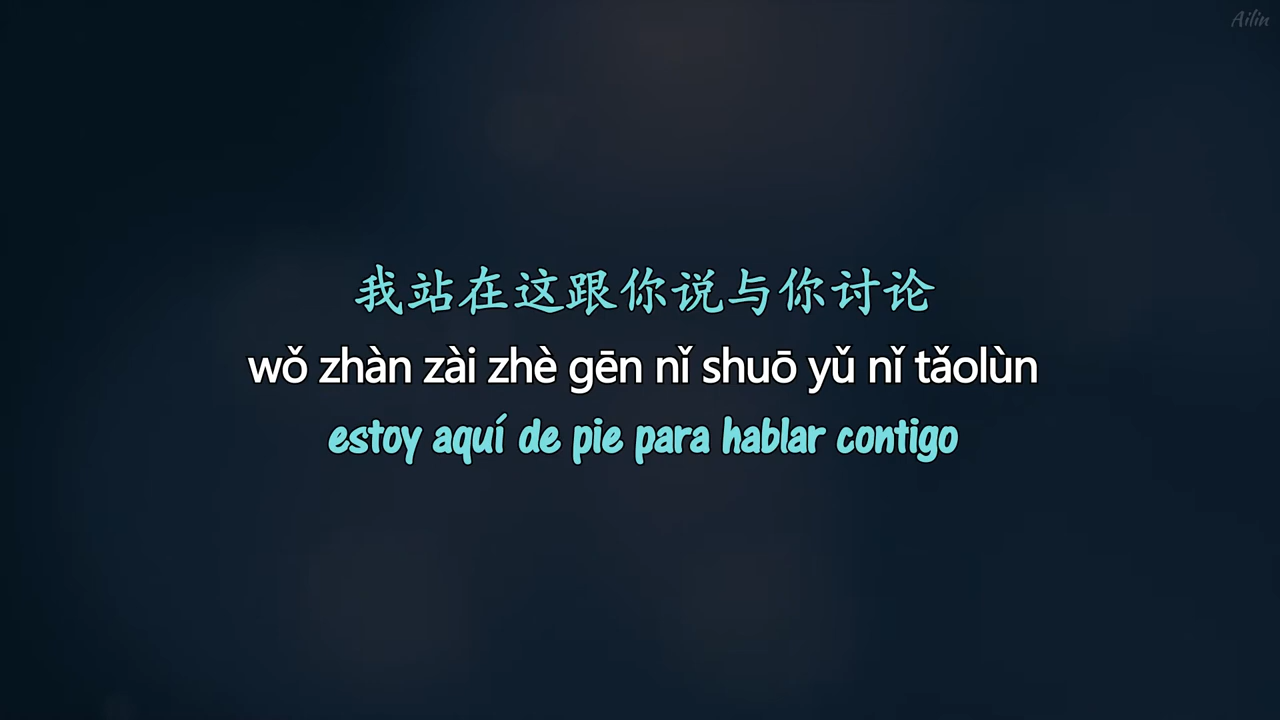 Ailin
我站在这跟你说与你讨论
wǒ zhàn zài zhè gēn nǐ shuō yǔ nǐ tǎolùn
estoy aquí de pie para hablar contigo